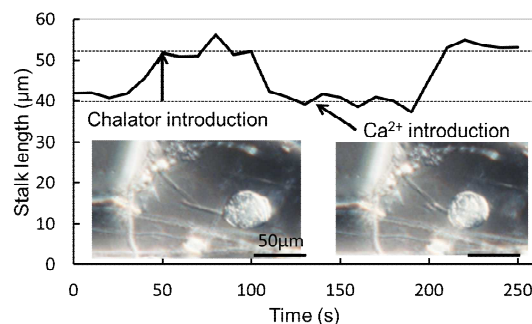 60
50
40
30
20
10
0
Stalk length (µm)
Chalator introduction
Ca²⁺ introduction
50µm
0 50 100 150 200 250
Time (s)